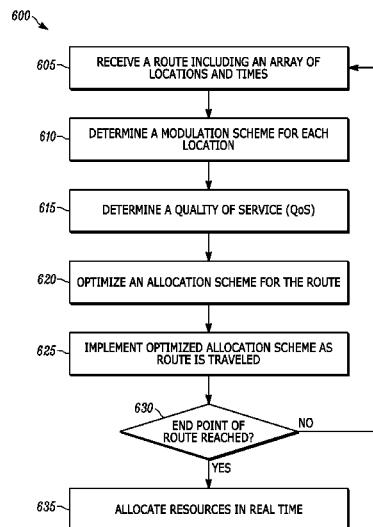 600
605
RECEIVE A ROUTE INCLUDING AN ARRAY OF
LOCATIONS AND TIMES
610
DETERMINE A MODULATION SCHEME FOR EACH
LOCATION
615
DETERMINE A QUALITY OF SERVICE (QoS)
620
OPTIMIZE AN ALLOCATION SCHEME FOR THE ROUTE
625
IMPLEMENT OPTIMIZED ALLOCATION SCHEME AS
ROUTE IS TRAVELED
630
END POINT OF
ROUTE REACHED?
NO
YES
635
ALLOCATE RESOURCES IN REAL TIME